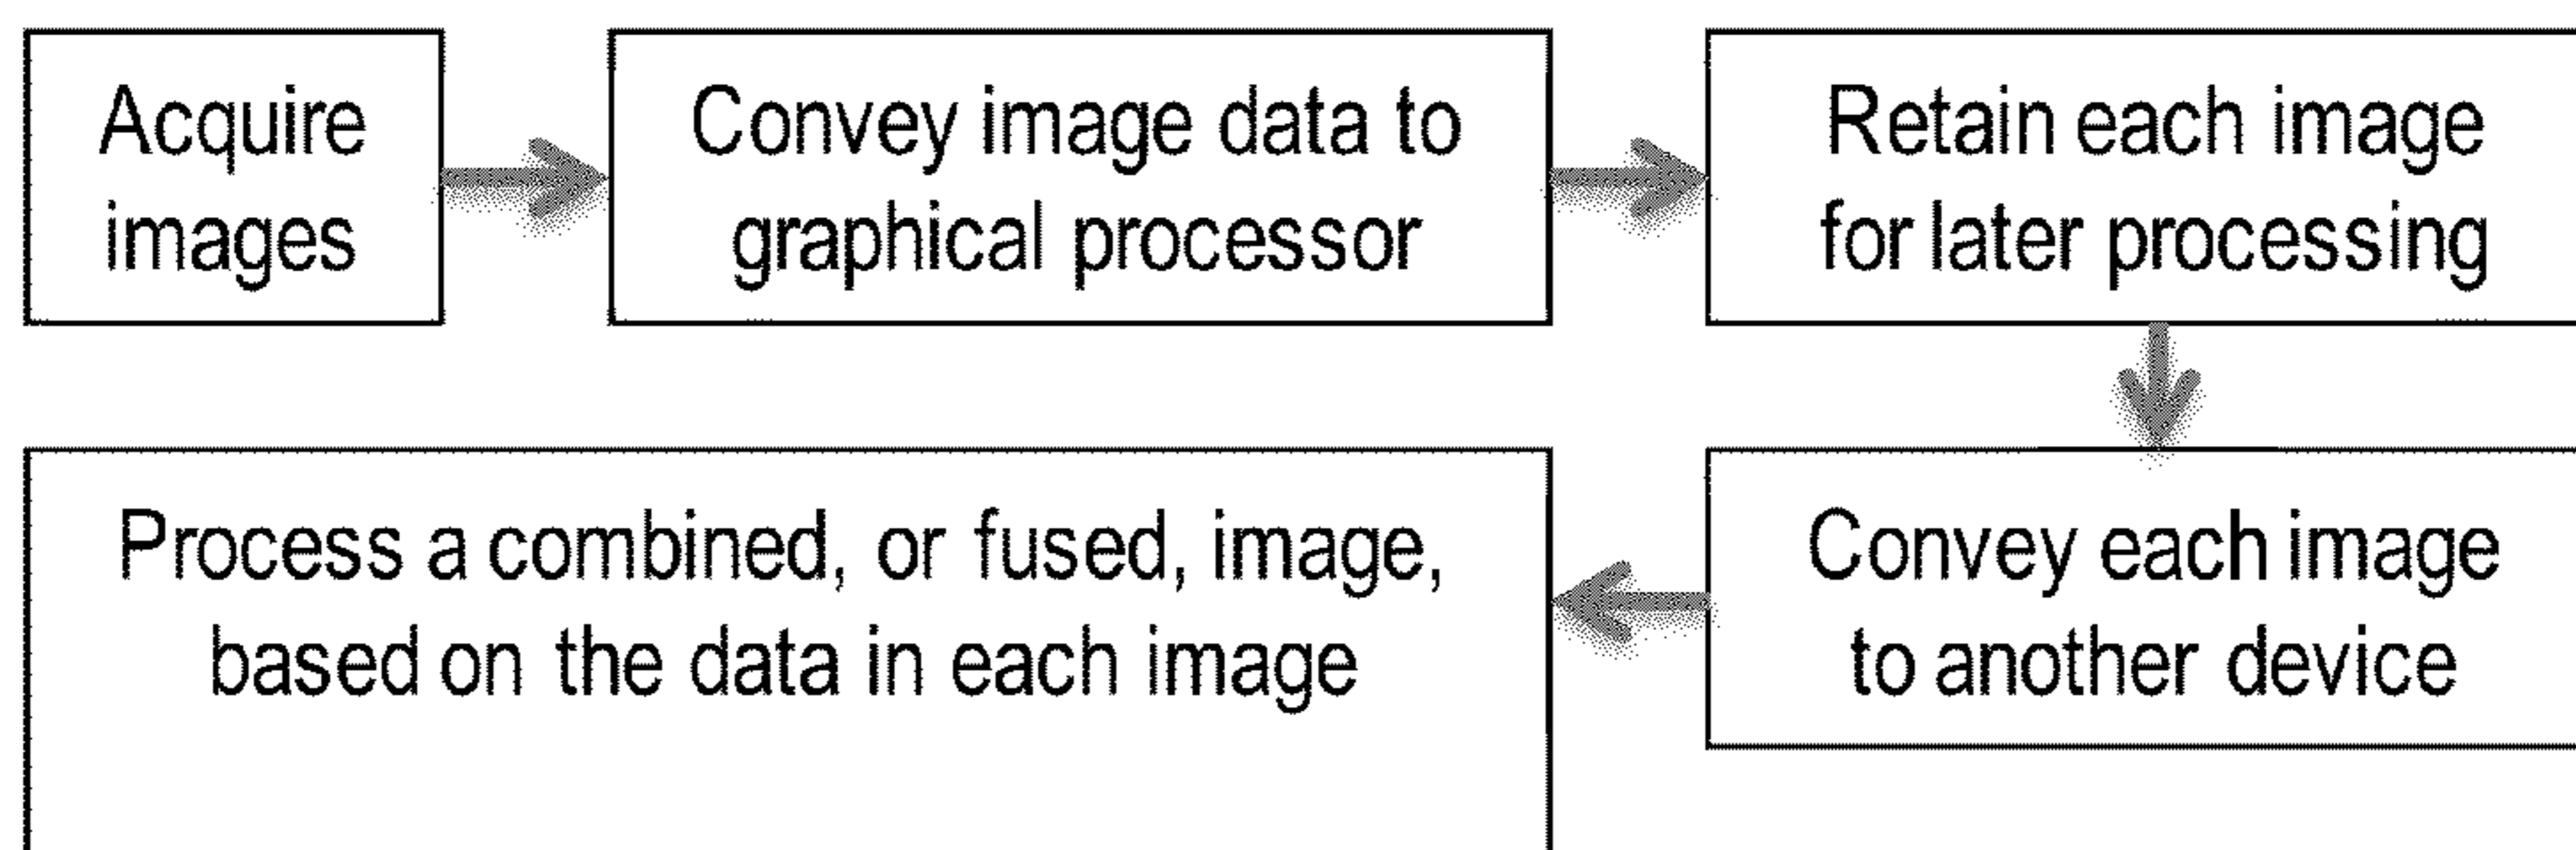 Acquire
images
Convey image data to
graphical processor
Retain each image
for later processing
Convey each image
to another device
Process a combined, or fused, image,
based on the data in each image